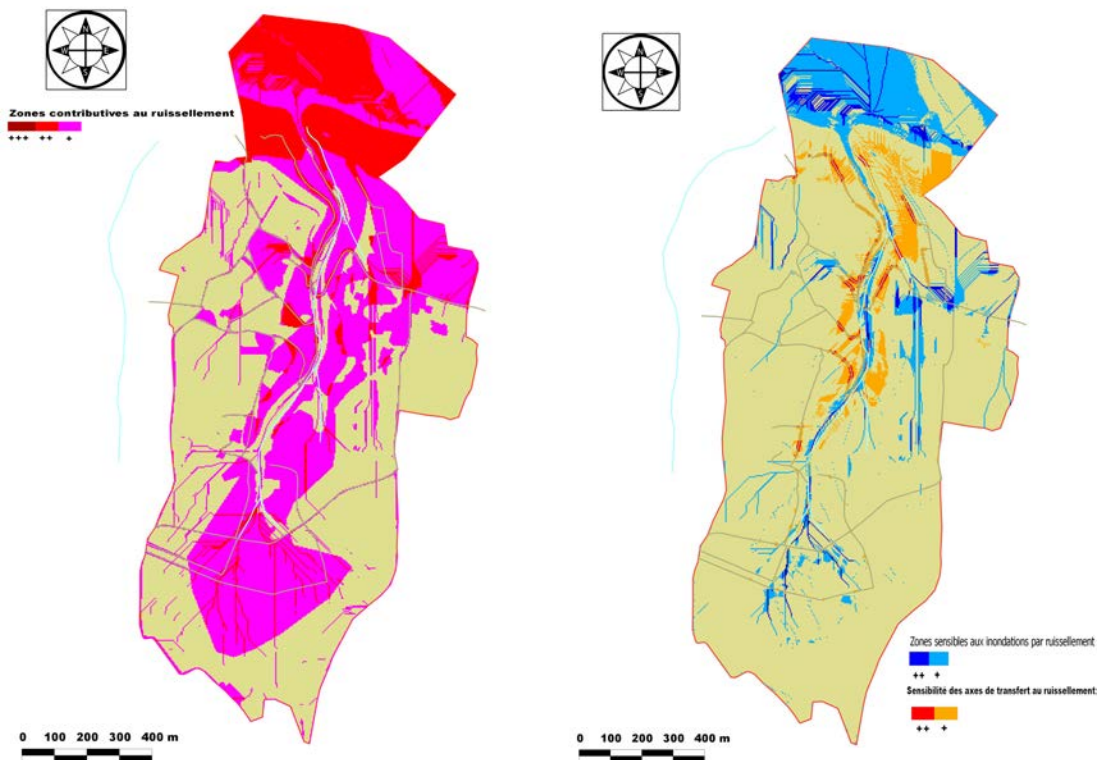 N
W E
S
Zones contributives au ruissellement
+++ ++ +
0 100 200 300 400 m
N
W E
S
Zones sensibles aux inondations par ruissellement
++ +
Sensibilité des axes de transfert au ruissellement;
++ +
0 100 200 300 400 m